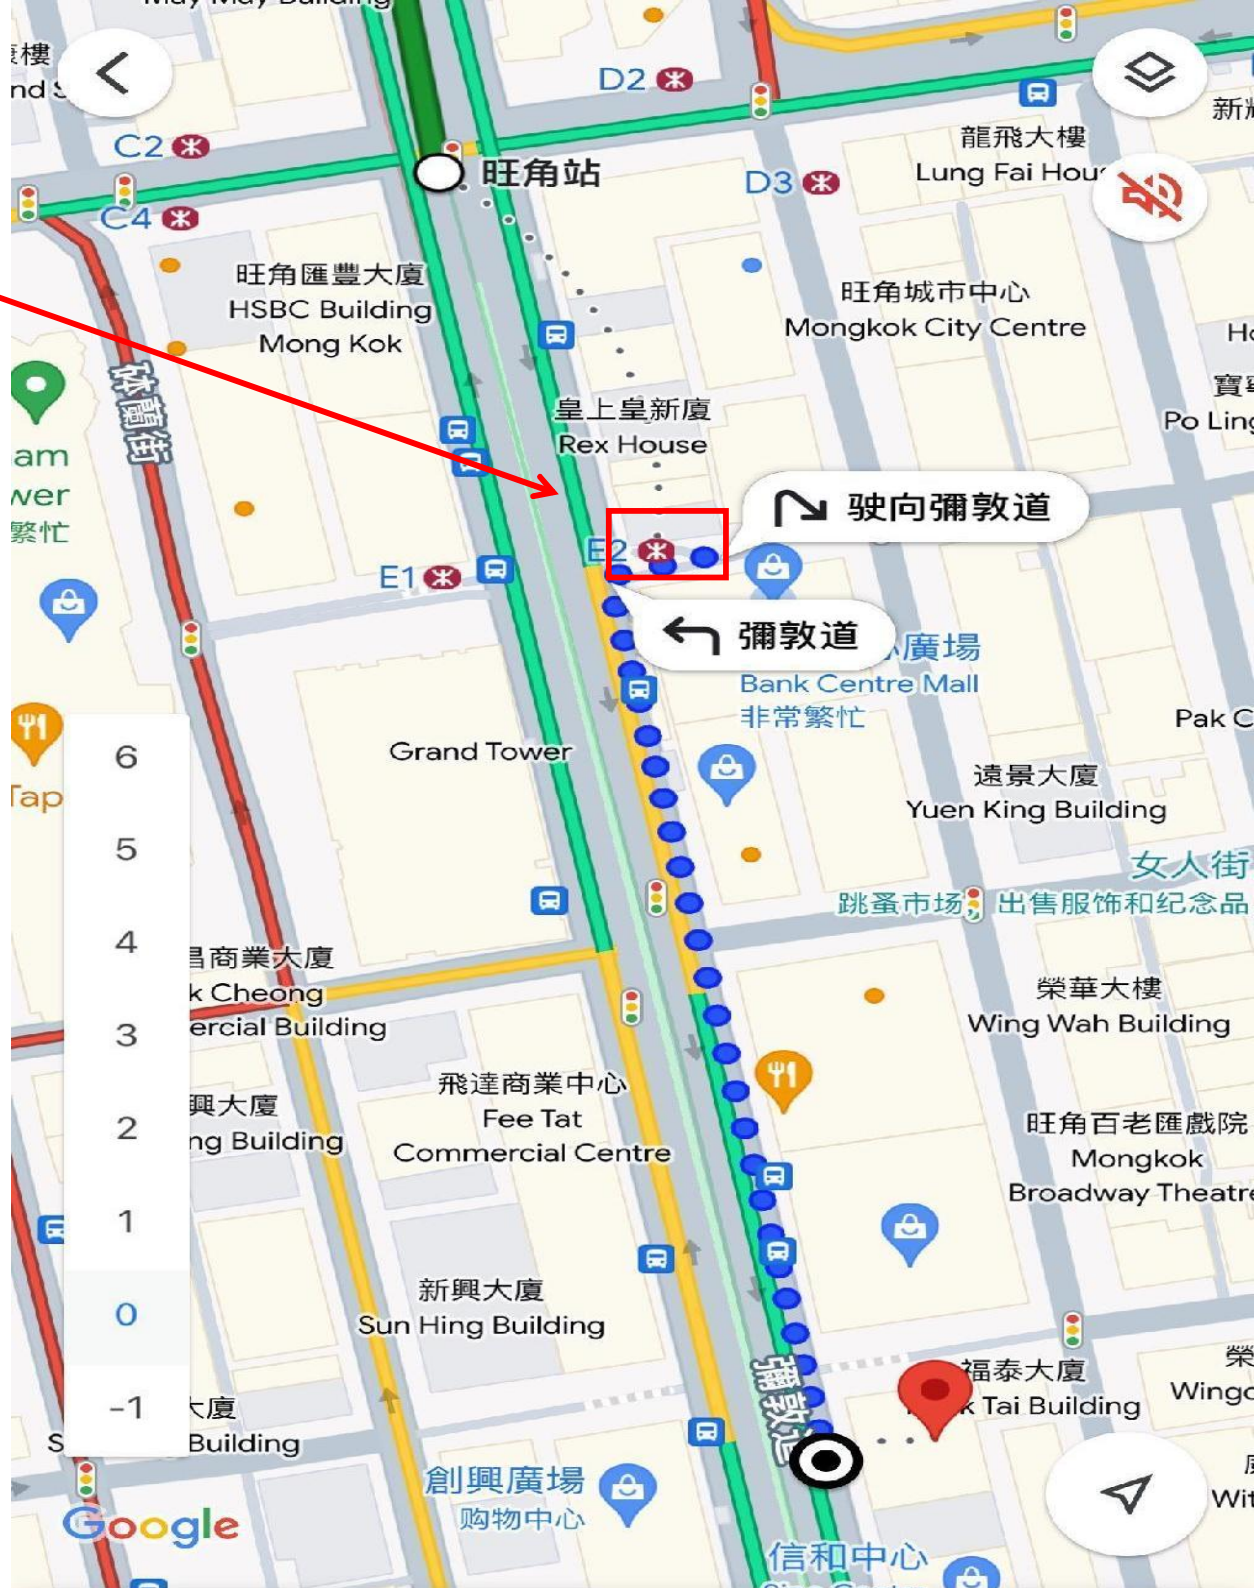 D2
C2
新
旺角站
龍飛大樓
Lung Fai Hou
D3
C4
旺角匯豐大廈
HSBC Building
Mong Kok
旺角城市中心
Mongkok City Centre
砵蘭街
皇上皇新廈
Rex House
Po Ling
am
wer
繁忙
驶向彌敦道
E2
E1
彌敦道
廣場
Bank Centre Mall
非常繁忙
Pak C
Grand Tower
遠景大廈
Yuen King Building
Tap
女人街
跳蚤市场，出售服饰和纪念品
6
5
4
3
2
1
0
-1
昌商業大廈
k Cheong
ercial Building
榮華大樓
Wing Wah Building
飛達商業中心
Fee Tat
Commercial Centre
興大廈
ng Building
旺角百老匯戲院
Mongkok
Broadway Theatre
新興大廈
Sun Hing Building
彌敦道
福泰大廈
k Tai Building
榮
Wingo
大廈
Building
創興廣場
购物中心
Wit
Google
信和中心